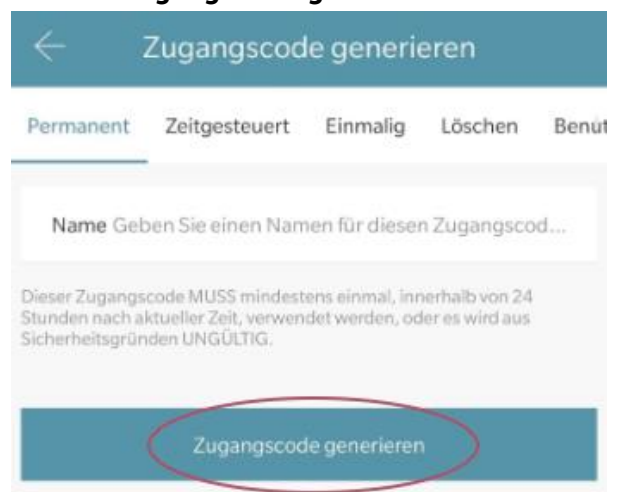 Zugangscode generieren
Permanent Zeitgesteuert Einmalig Löschen Benut
Name Geben Sie einen Namen für diesen Zugangscod...
Dieser Zugangscode MUSS mindestens einmal, innerhalb von 24
Stunden nach aktueller Zeit, verwendet werden, oder es wird aus
Sicherheitsgründen UNGÜLTIG.
Zugangscode generieren